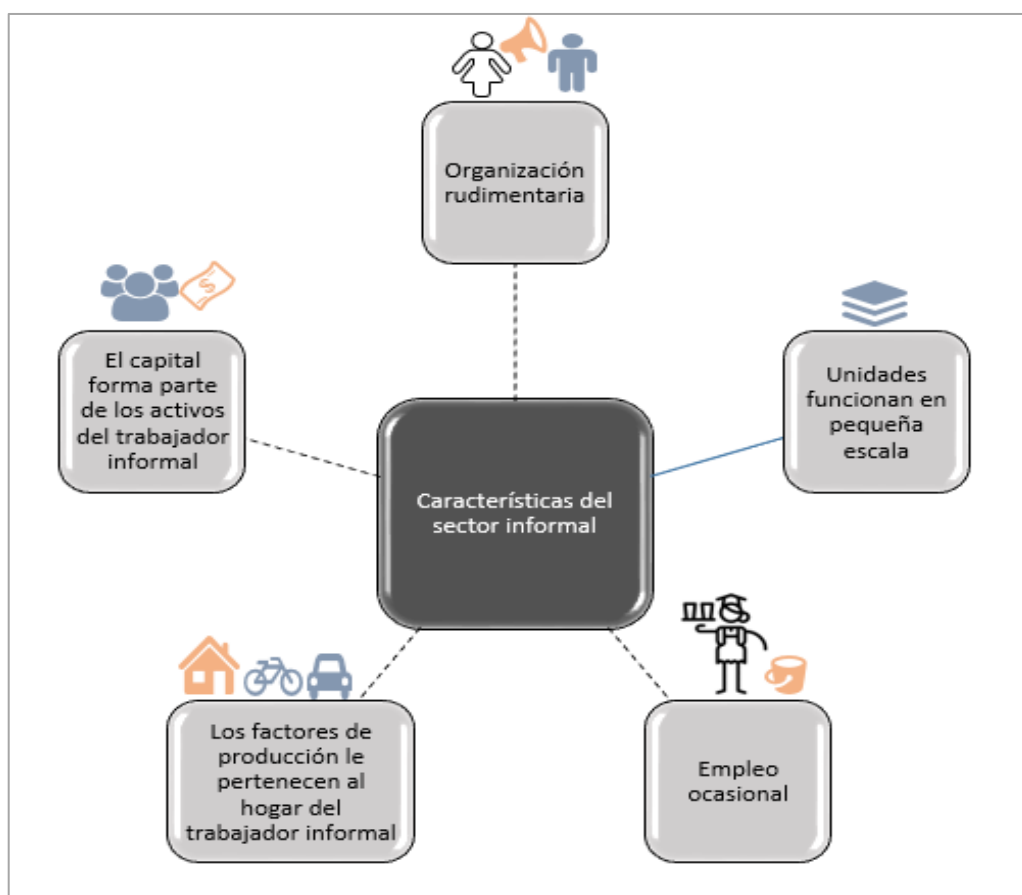 Organización
rudimentaria
El capital
forma parte
de los activos
del trabajador
informal
$
Unidades
funcionan en
pequeña
escala
Característícas del
sector informal
Los factores de
producción le
pertenecen al
hogar del
trabajador informal
Empleo
ocasional